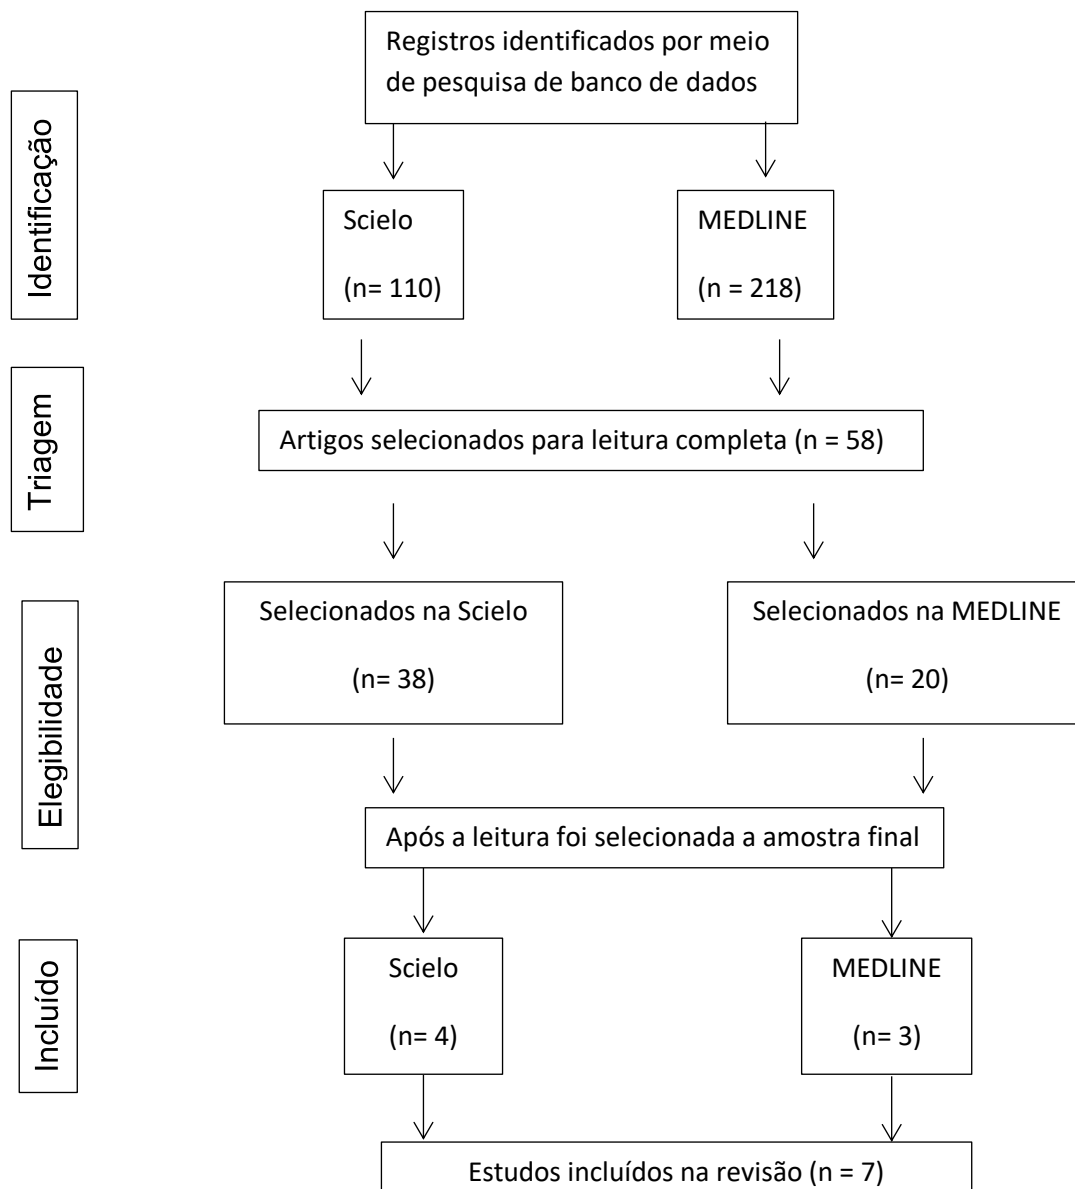 Registros identificados por meio
de pesquisa de banco de dados
Identificação
Scielo
(n= 110)
MEDLINE
(n = 218)
Triagem
Artigos selecionados para leitura completa (n = 58)
Elegibilidade
Selecionados na Scielo
(n= 38)
Selecionados na MEDLINE
(n= 20)
Após a leitura foi selecionada a amostra final
Incluído
Scielo
(n= 4)
MEDLINE
(n= 3)
Estudos incluídos na revisão (n = 7)